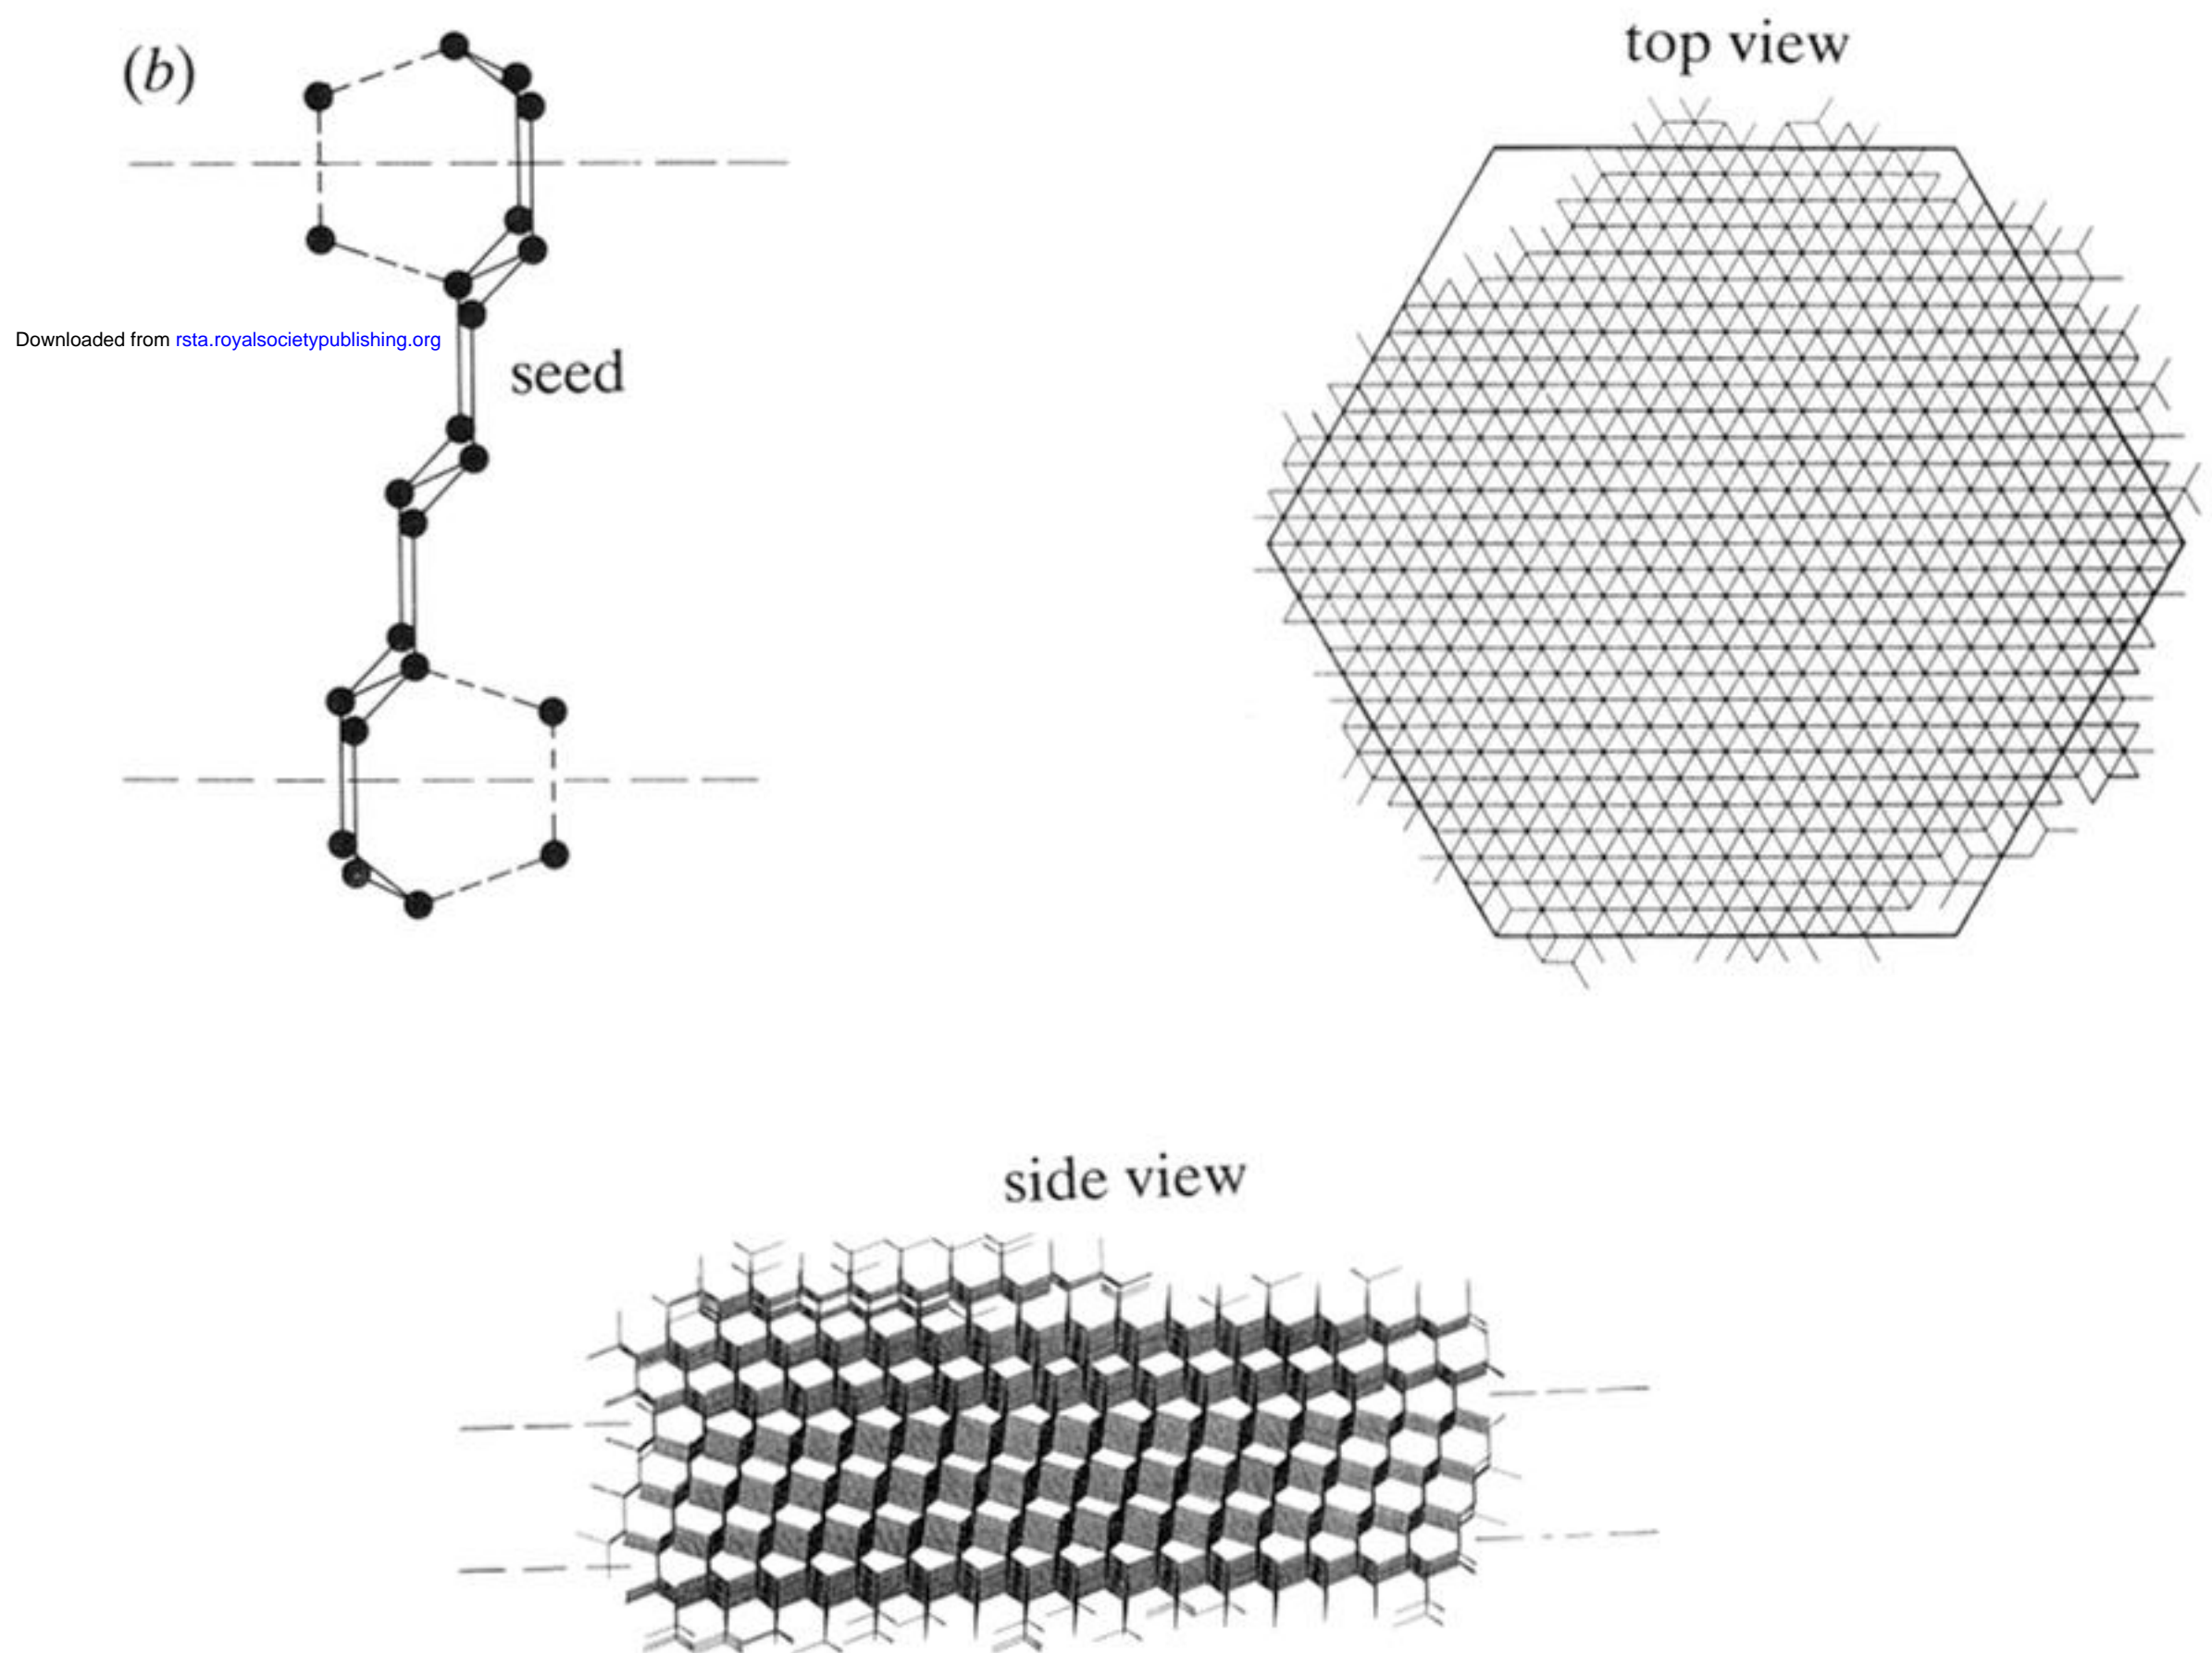 (b)
top view
Downloaded from rsta.royalsocietypublishing.org
seed
side view